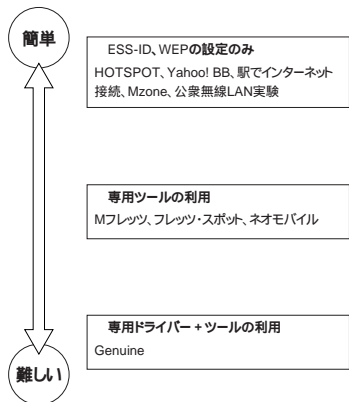 簡単
ESS-ID、WEPの設定のみ
HOTSPOT、Yahoo! BB、駅でインターネット
接続、Mzone、公衆無線LAN実験
専用ツールの利用
Mフレッツ、フレッツ・スポット、ネオモバイル
専用ドライバー + ツールの利用
Genuine
難しい